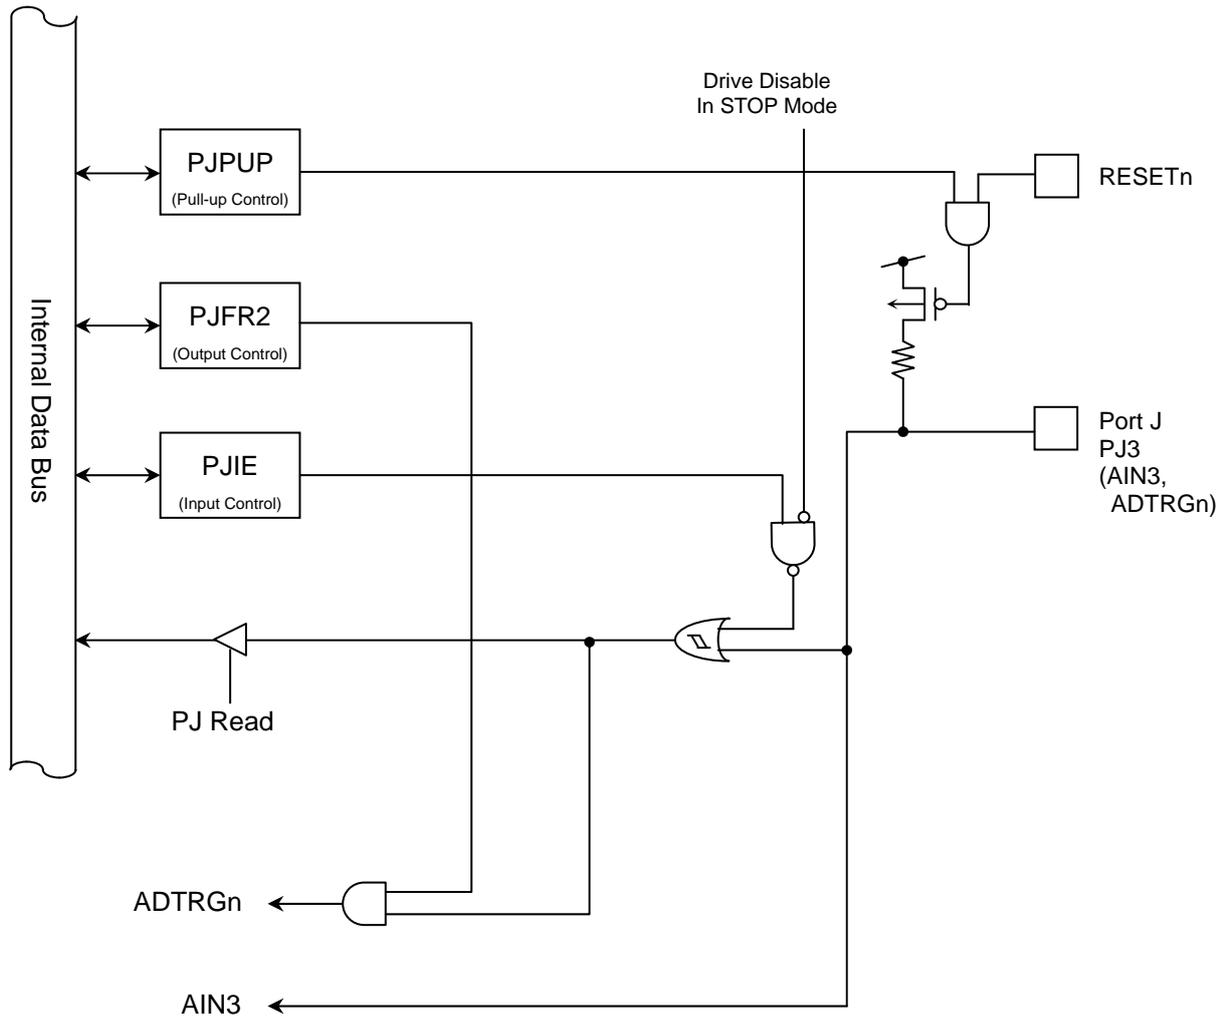 Drive Disable
In STOP Mode
PJPUP
(Pull-up Control)
RESETn
PJFR2
(Output Control)
Internal Data Bus
PJIE
(Input Control)
Port J
PJ3
(AIN3,
ADTRGn)
PJ Read
ADTRGn
AIN3